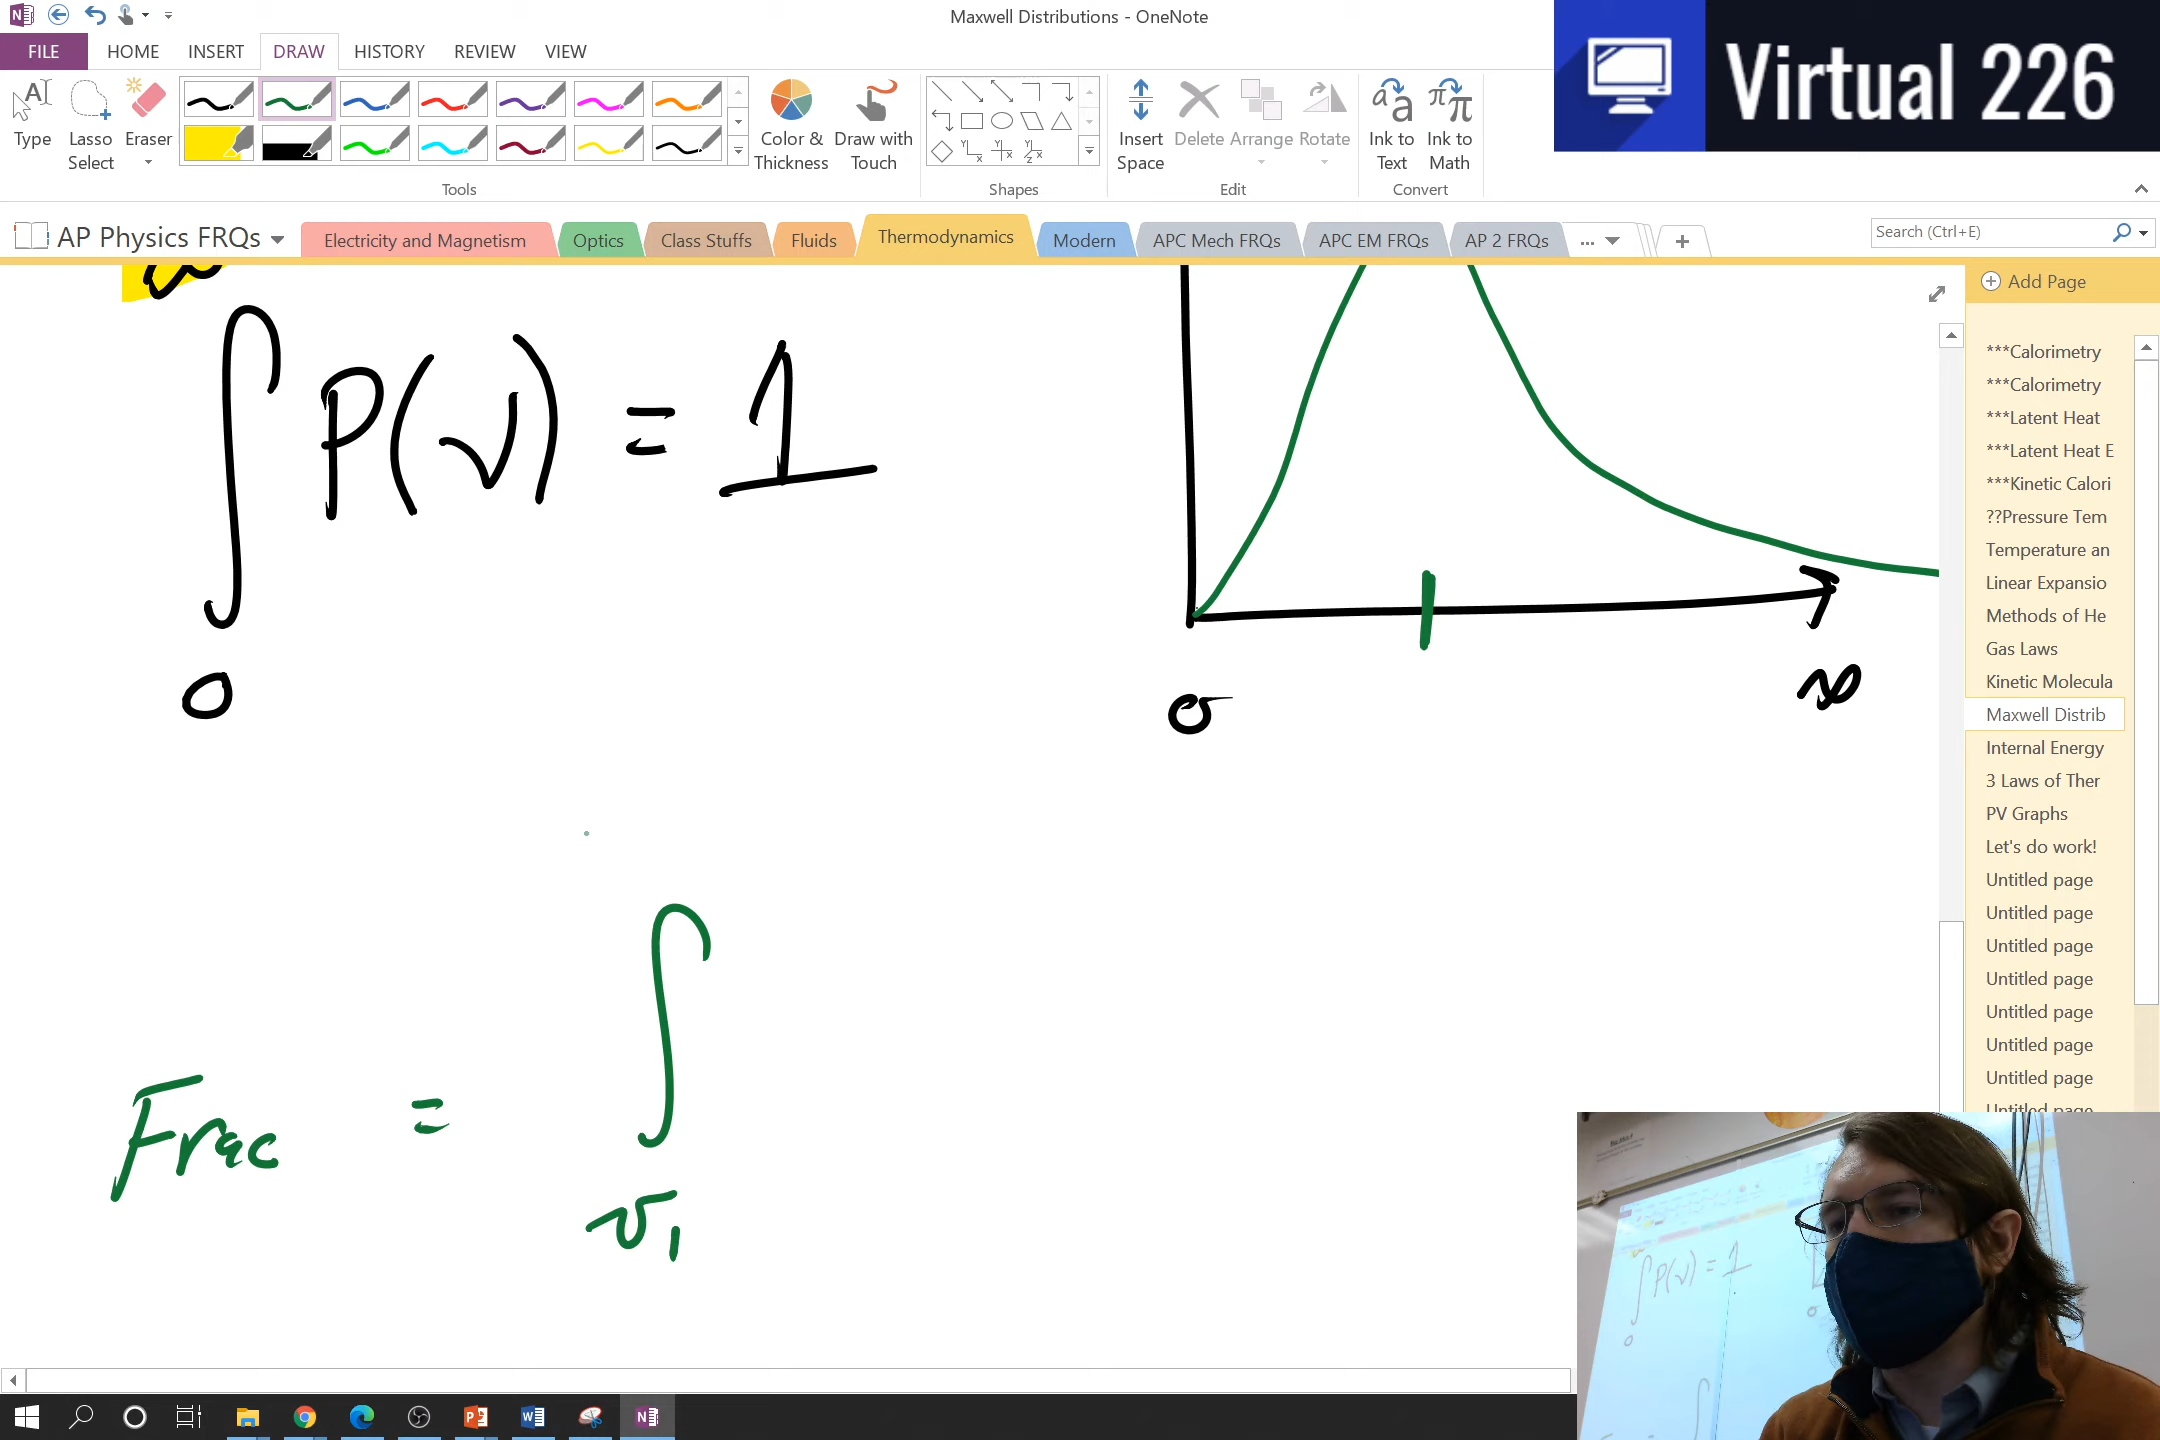 Maxwell Distributions - OneNote
Virtual 226
FILE HOME INSERT DRAW HISTORY REVIEW VIEW
Type
Lasso Select
Eraser
Color & Thickness
Draw with Touch
Insert Space
Delete
Arrange
Rotate
Ink to Text
Ink to Math
Tools
Shapes
Edit
Convert
AP Physics FRQs
Electricity and Magnetism
Optics
Class Stuffs
Fluids
Thermodynamics
Modern
APC Mech FRQs
APC EM FRQs
AP 2 FRQs
...
Search (Ctrl+E)
Add Page
***Calorimetry
***Calorimetry
***Latent Heat
***Latent Heat E
***Kinetic Calori
??Pressure Tem
Temperature an
Linear Expansio
Methods of He
Gas Laws
Kinetic Molecula
Maxwell Distrib
Internal Energy
3 Laws of Ther
PV Graphs
Let's do work!
Untitled page
Untitled page
Untitled page
Untitled page
Untitled page
Untitled page
Untitled page
Untitled page
∞
∫ P(v) = 1
0
0 ∞
Frac = ∫
v₁
∫ P(v) = 1
0